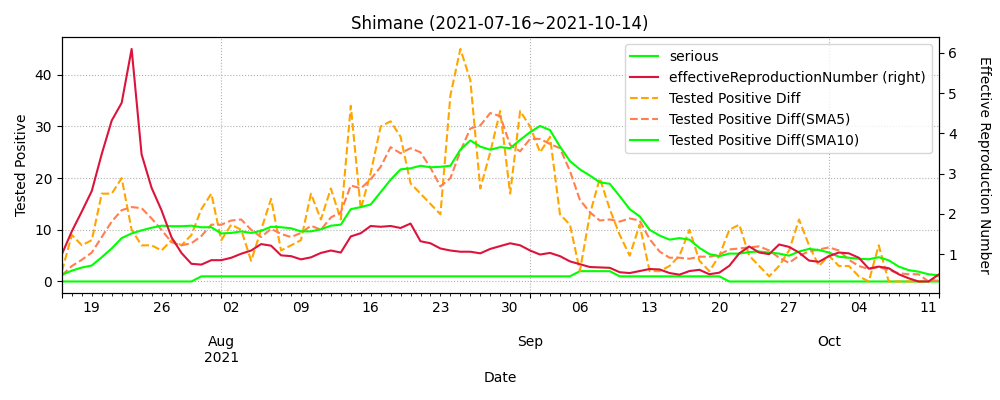 Shimane (2021-07-16~2021-10-14)
serious
effectiveReproductionNumber (right)
Tested Positive Diff
Tested Positive Diff(SMA5)
Tested Positive Diff(SMA10)
Tested Positive
40
30
20
10
0
Effective Reproduction Number
6
5
4
3
2
1
19 26 02 09 16 23 30 06 13 20 27 04 11
Aug Sep Oct
2021
Date